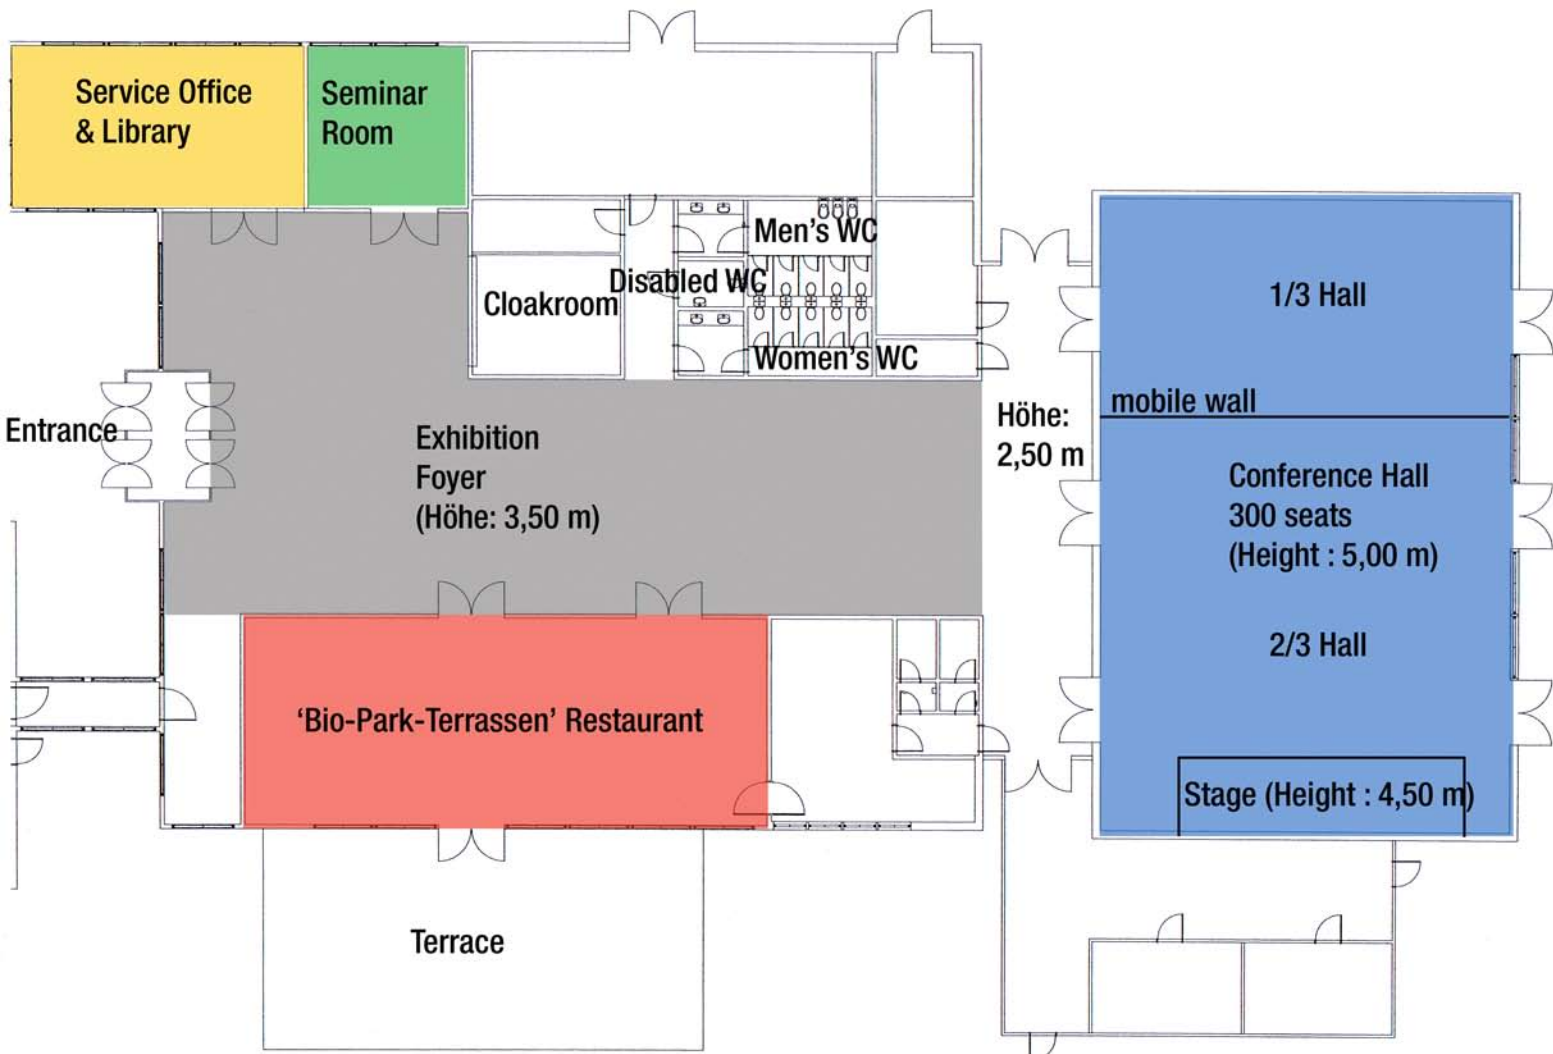 Service Office
& Library
Seminar
Room
Men's WC
Disabled WC
Cloakroom
Women's WC
1/3 Hall
mobile wall
Entrance
Exhibition
Foyer
(Höhe: 3,50 m)
Höhe:
2,50 m
Conference Hall
300 seats
(Height : 5,00 m)
2/3 Hall
‘Bio-Park-Terrassen’ Restaurant
Stage (Height : 4,50 m)
Terrace